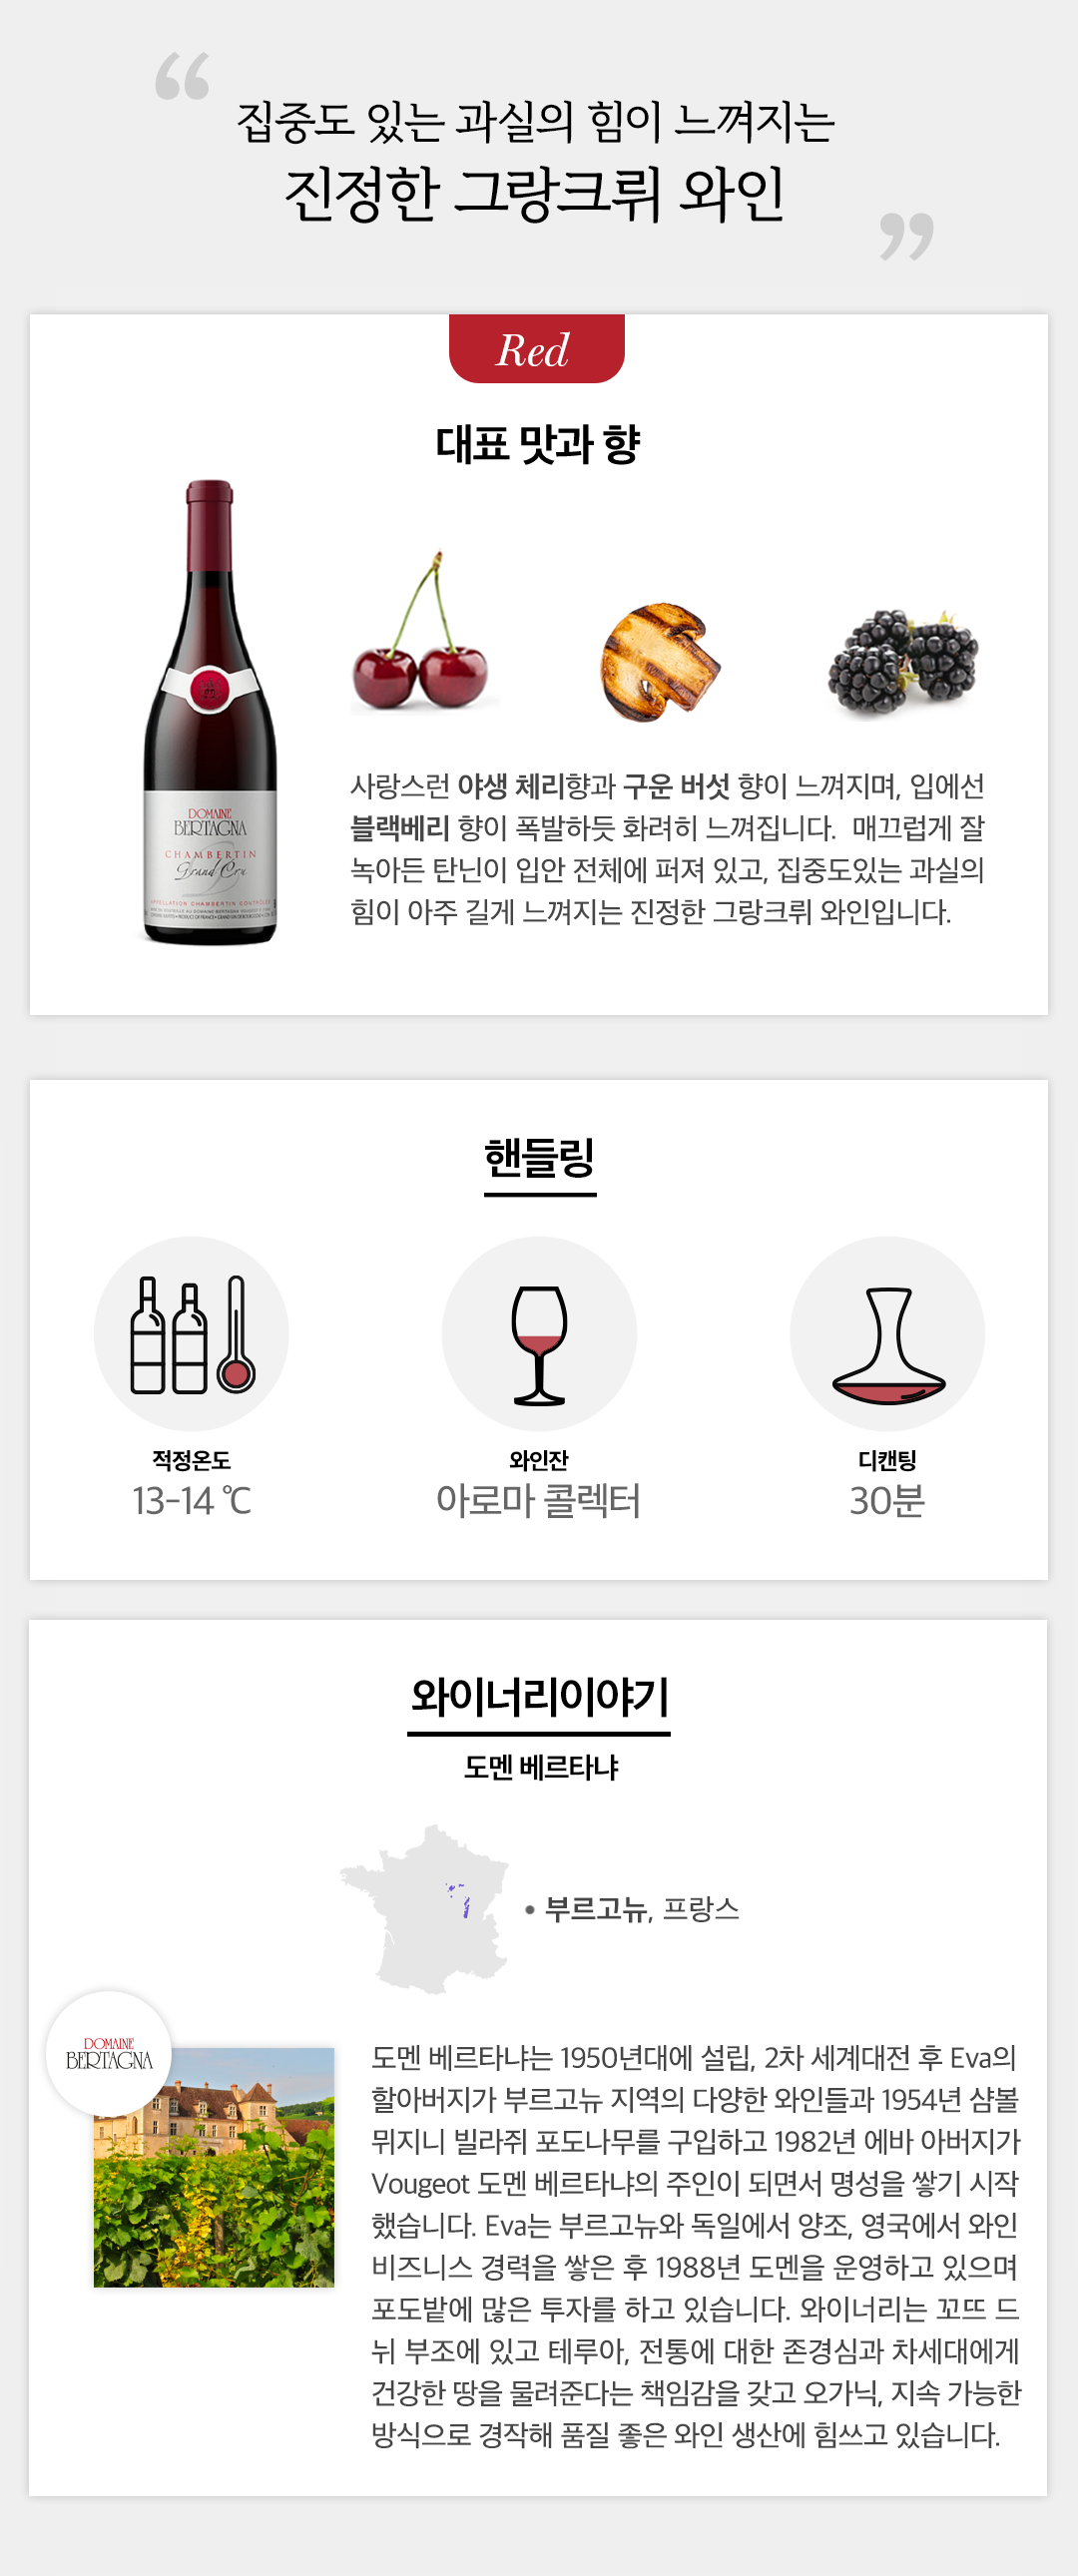 “
집중도 있는 과실의 힘이 느껴지는
진정한 그랑크뤼 와인
”
Red
대표 맛과 향
DOMAINE
BERTAGNA
CHAMBERTIN
Grand Cru
APPELLATION CHAMBERTIN CONTRÔLÉE
사랑스런 야생 체리향과 구운 버섯 향이 느껴지며, 입에선
블랙베리 향이 폭발하듯 화려히 느껴집니다. 매끄럽게 잘
녹아든 탄닌이 입안 전체에 퍼져 있고, 집중도있는 과실의
힘이 아주 길게 느껴지는 진정한 그랑크뤼 와인입니다.
핸들링
적정온도
13-14 ℃
와인잔
아로마 콜렉터
디캔팅
30분
와이너리이야기
도멘 베르타냐
• 부르고뉴, 프랑스
DOMAINE
BERTAGNA
도멘 베르타냐는 1950년대에 설립, 2차 세계대전 후 Eva의
할아버지가 부르고뉴 지역의 다양한 와인들과 1954년 샴볼
뮈지니 빌라쥐 포도나무를 구입하고 1982년 에바 아버지가
Vougeot 도멘 베르타냐의 주인이 되면서 명성을 쌓기 시작
했습니다. Eva는 부르고뉴와 독일에서 양조, 영국에서 와인
비즈니스 경력을 쌓은 후 1988년 도멘을 운영하고 있으며
포도밭에 많은 투자를 하고 있습니다. 와이너리는 꼬뜨 드
뉘 부조에 있고 테루아, 전통에 대한 존경심과 차세대에게
건강한 땅을 물려준다는 책임감을 갖고 오가닉, 지속 가능한
방식으로 경작해 품질 좋은 와인 생산에 힘쓰고 있습니다.